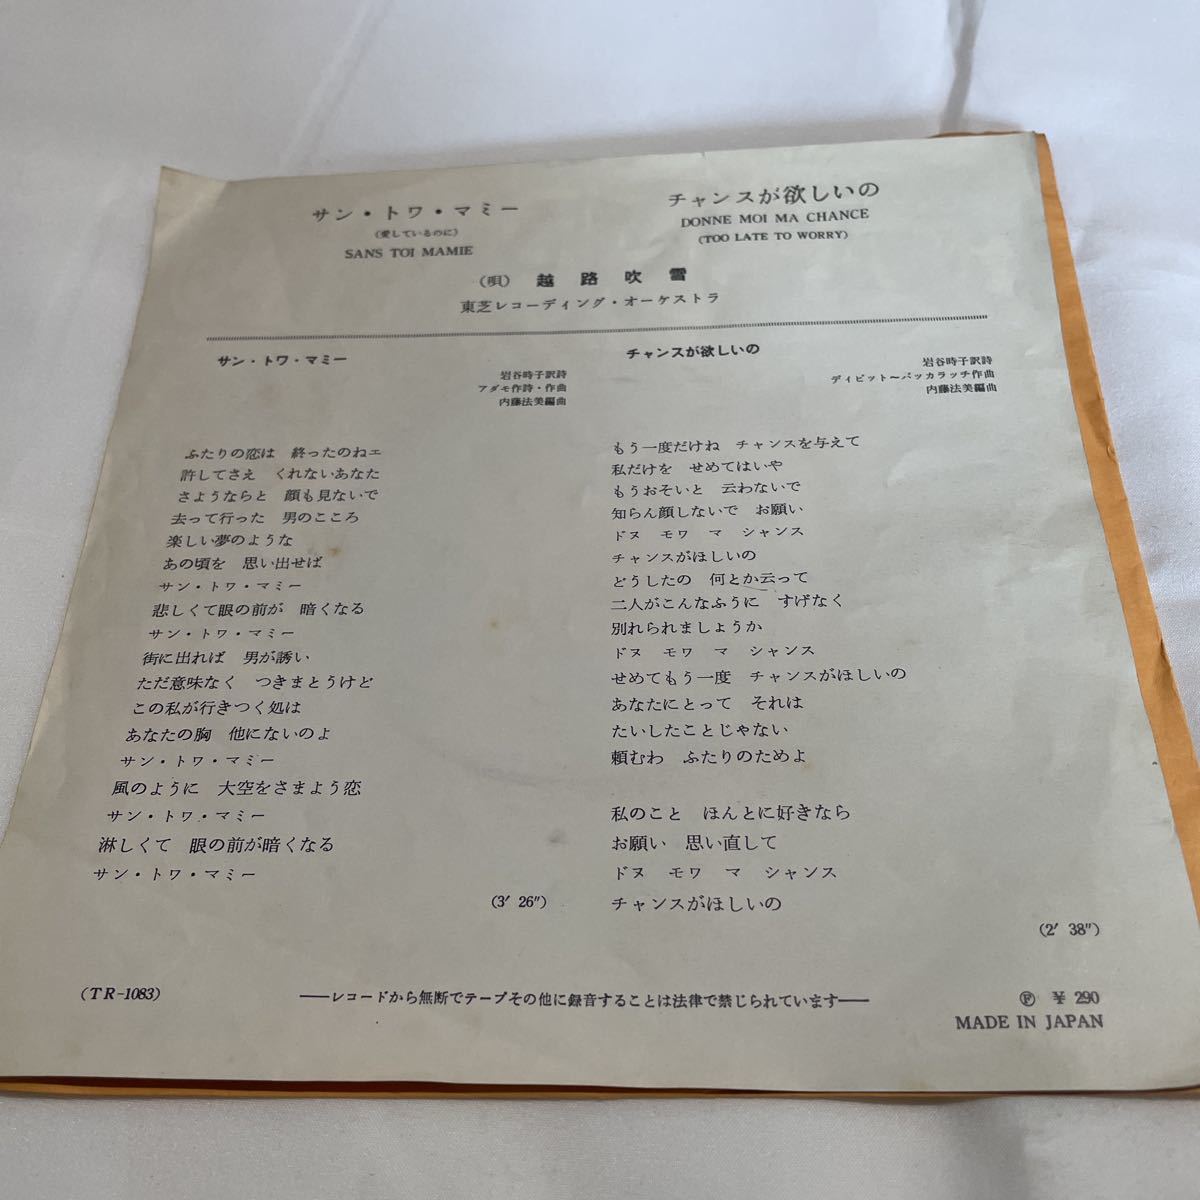 サン・トワ・マミー
(愛しているのに)
SANS TOI MAMIE
チャンスが欲しいの
DONNE MOI MA CHANCE
(TOO LATE TO WORRY)
(唄) 越路吹雪
東芝レコーディング・オーケストラ
サン・トワ・マミー
岩谷時子訳詩
アダモ作詩・作曲
内藤法美編曲
ふたりの恋は 終ったのねェ
許してさえ くれないあなた
さようならと 顔も見ないで
去って行った 男のこころ
楽しい夢のような
あの頃を 思い出せば
サン・トワ・マミー
悲しくて眼の前が 暗くなる
サン・トワ・マミー
街に出れば 男が誘い
ただ意味なく つきまとうけど
この私が行きつく処は
あなたの胸 他にないのよ
サン・トワ・マミー
風のように 大空をさまよう恋
サン・トワ・マミー
淋しくて 眼の前が暗くなる
サン・トワ・マミー
(3′ 26″)
チャンスが欲しいの
岩谷時子訳詩
デイビット〜バッカラッチ作曲
内藤法美編曲
もう一度だけね チャンスを与えて
私だけを せめてはいや
もうおそいと 云わないで
知らん顔しないで お願い
ドヌ モワ マ シャンス
チャンスがほしいの
どうしたの 何とか云って
二人がこんなふうに すげなく
別れられましょうか
ドヌ モワ マ シャンス
せめてもう一度 チャンスがほしいの
あなたにとって それは
たいしたことじゃない
頼むわ ふたりのためよ
私のこと ほんとに好きなら
お願い 思い直して
ドヌ モワ マ シャンス
チャンスがほしいの
(2′ 38″)
(TR-1083)
——レコードから無断でテープその他に録音することは法律で禁じられています——
Ⓟ ¥ 290
MADE IN JAPAN